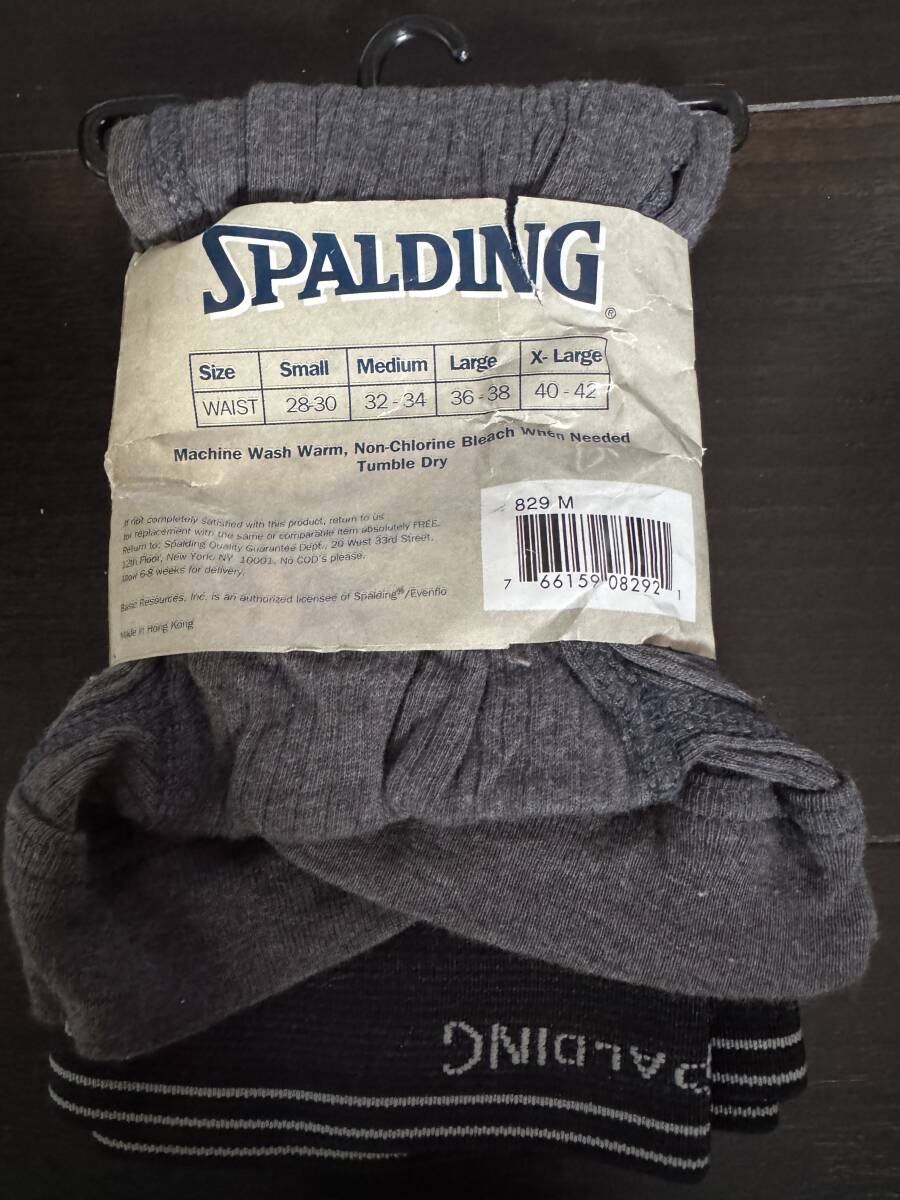 SPALDING
®
Size Small Medium Large X- Large
WAIST 28-30 32 - 34 36 - 38 40 - 42
Machine Wash Warm, Non-Chlorine Bleach When Needed
Tumble Dry
829 M
7 66159 08292 1
If not completely satisfied with this product, return to us
for replacement with the same or comparable item absolutely FREE.
Return to: Spalding Quality Guarantee Dept., 20 West 33rd Street,
12th Floor, New York, NY 10001. No COD's please.
Allow 6-8 weeks for delivery.
Basic Resources, Inc. is an authorized licensee of Spalding®/Evenflo
Made in Hong Kong
SPALDING